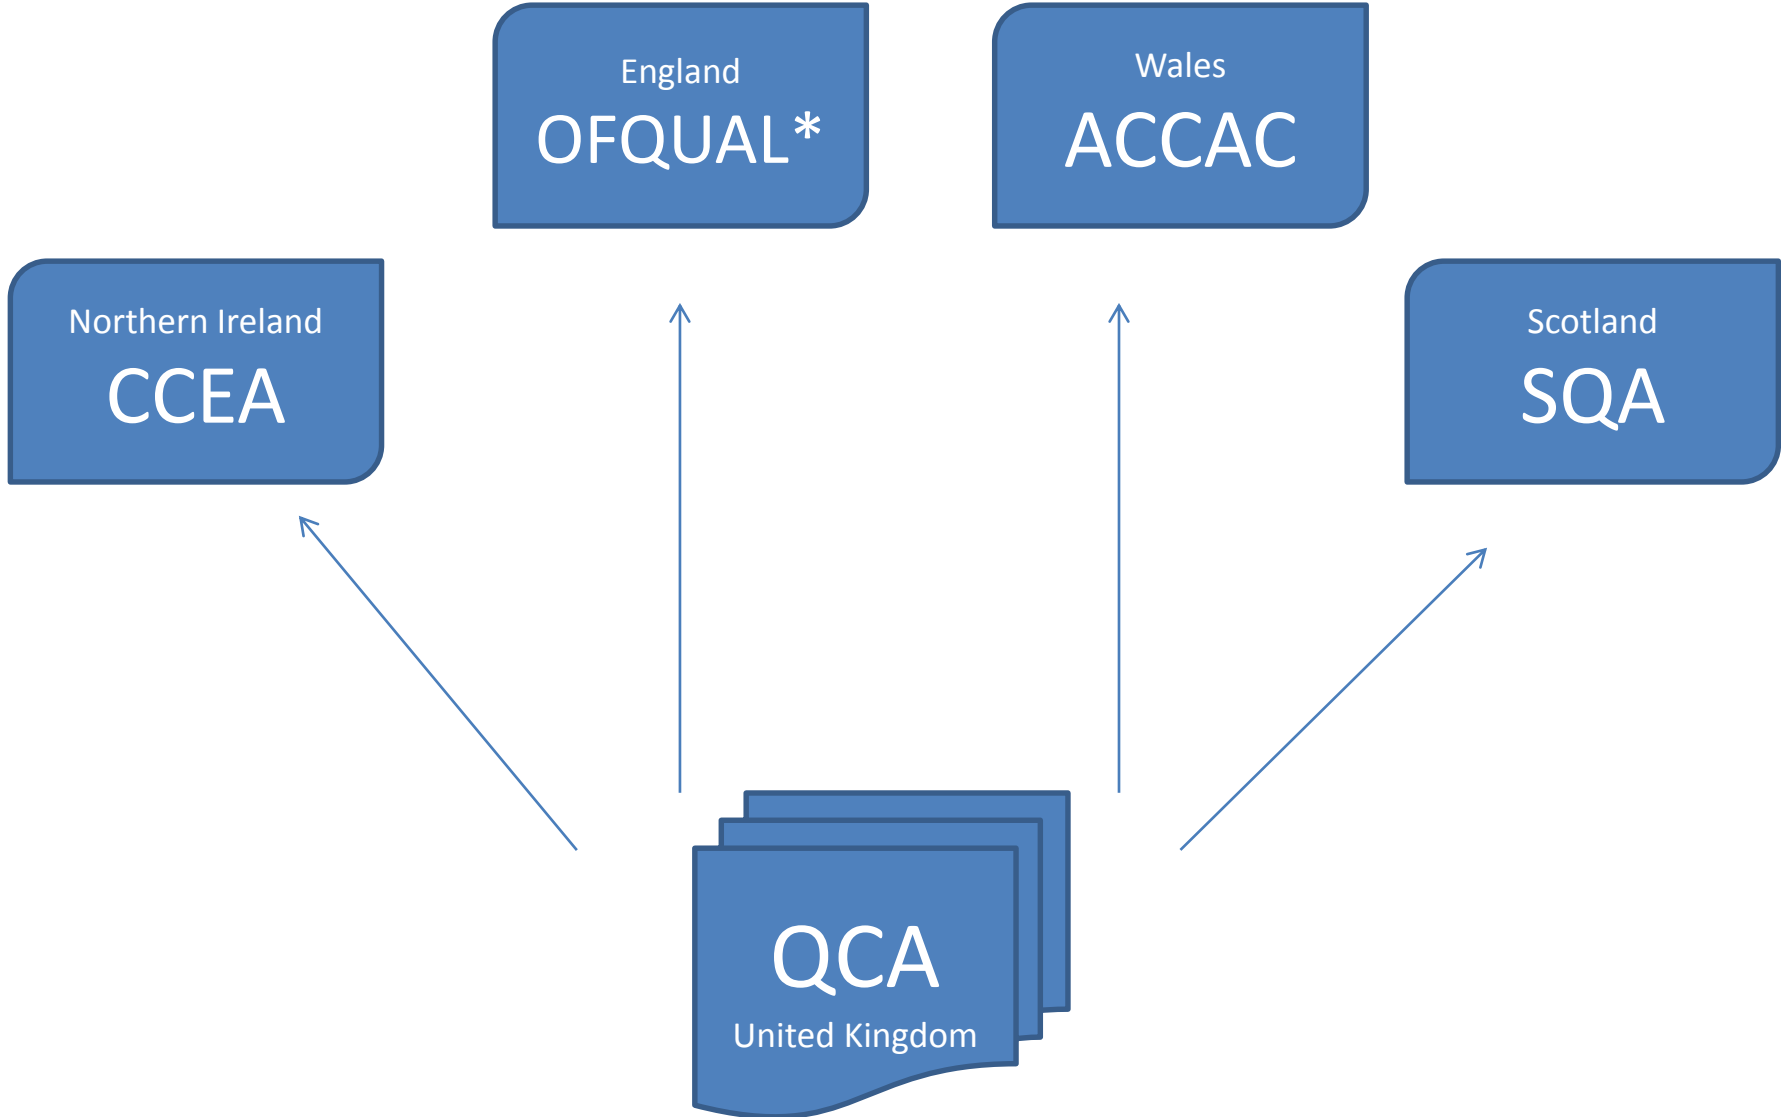 England
OFQUAL*
Wales
ACCAC
Northern Ireland
CCEA
Scotland
SQA
QCA
United Kingdom